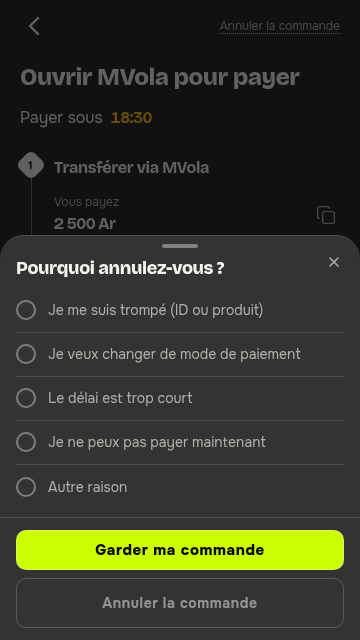 Annuler la commande
Ouvrir MVola pour payer
Payer sous 18:30
1 Transférer via MVola
Vous payez
2 500 Ar
Pourquoi annulez-vous ?
Je me suis trompé (ID ou produit)
Je veux changer de mode de paiement
Le délai est trop court
Je ne peux pas payer maintenant
Autre raison
Garder ma commande
Annuler la commande